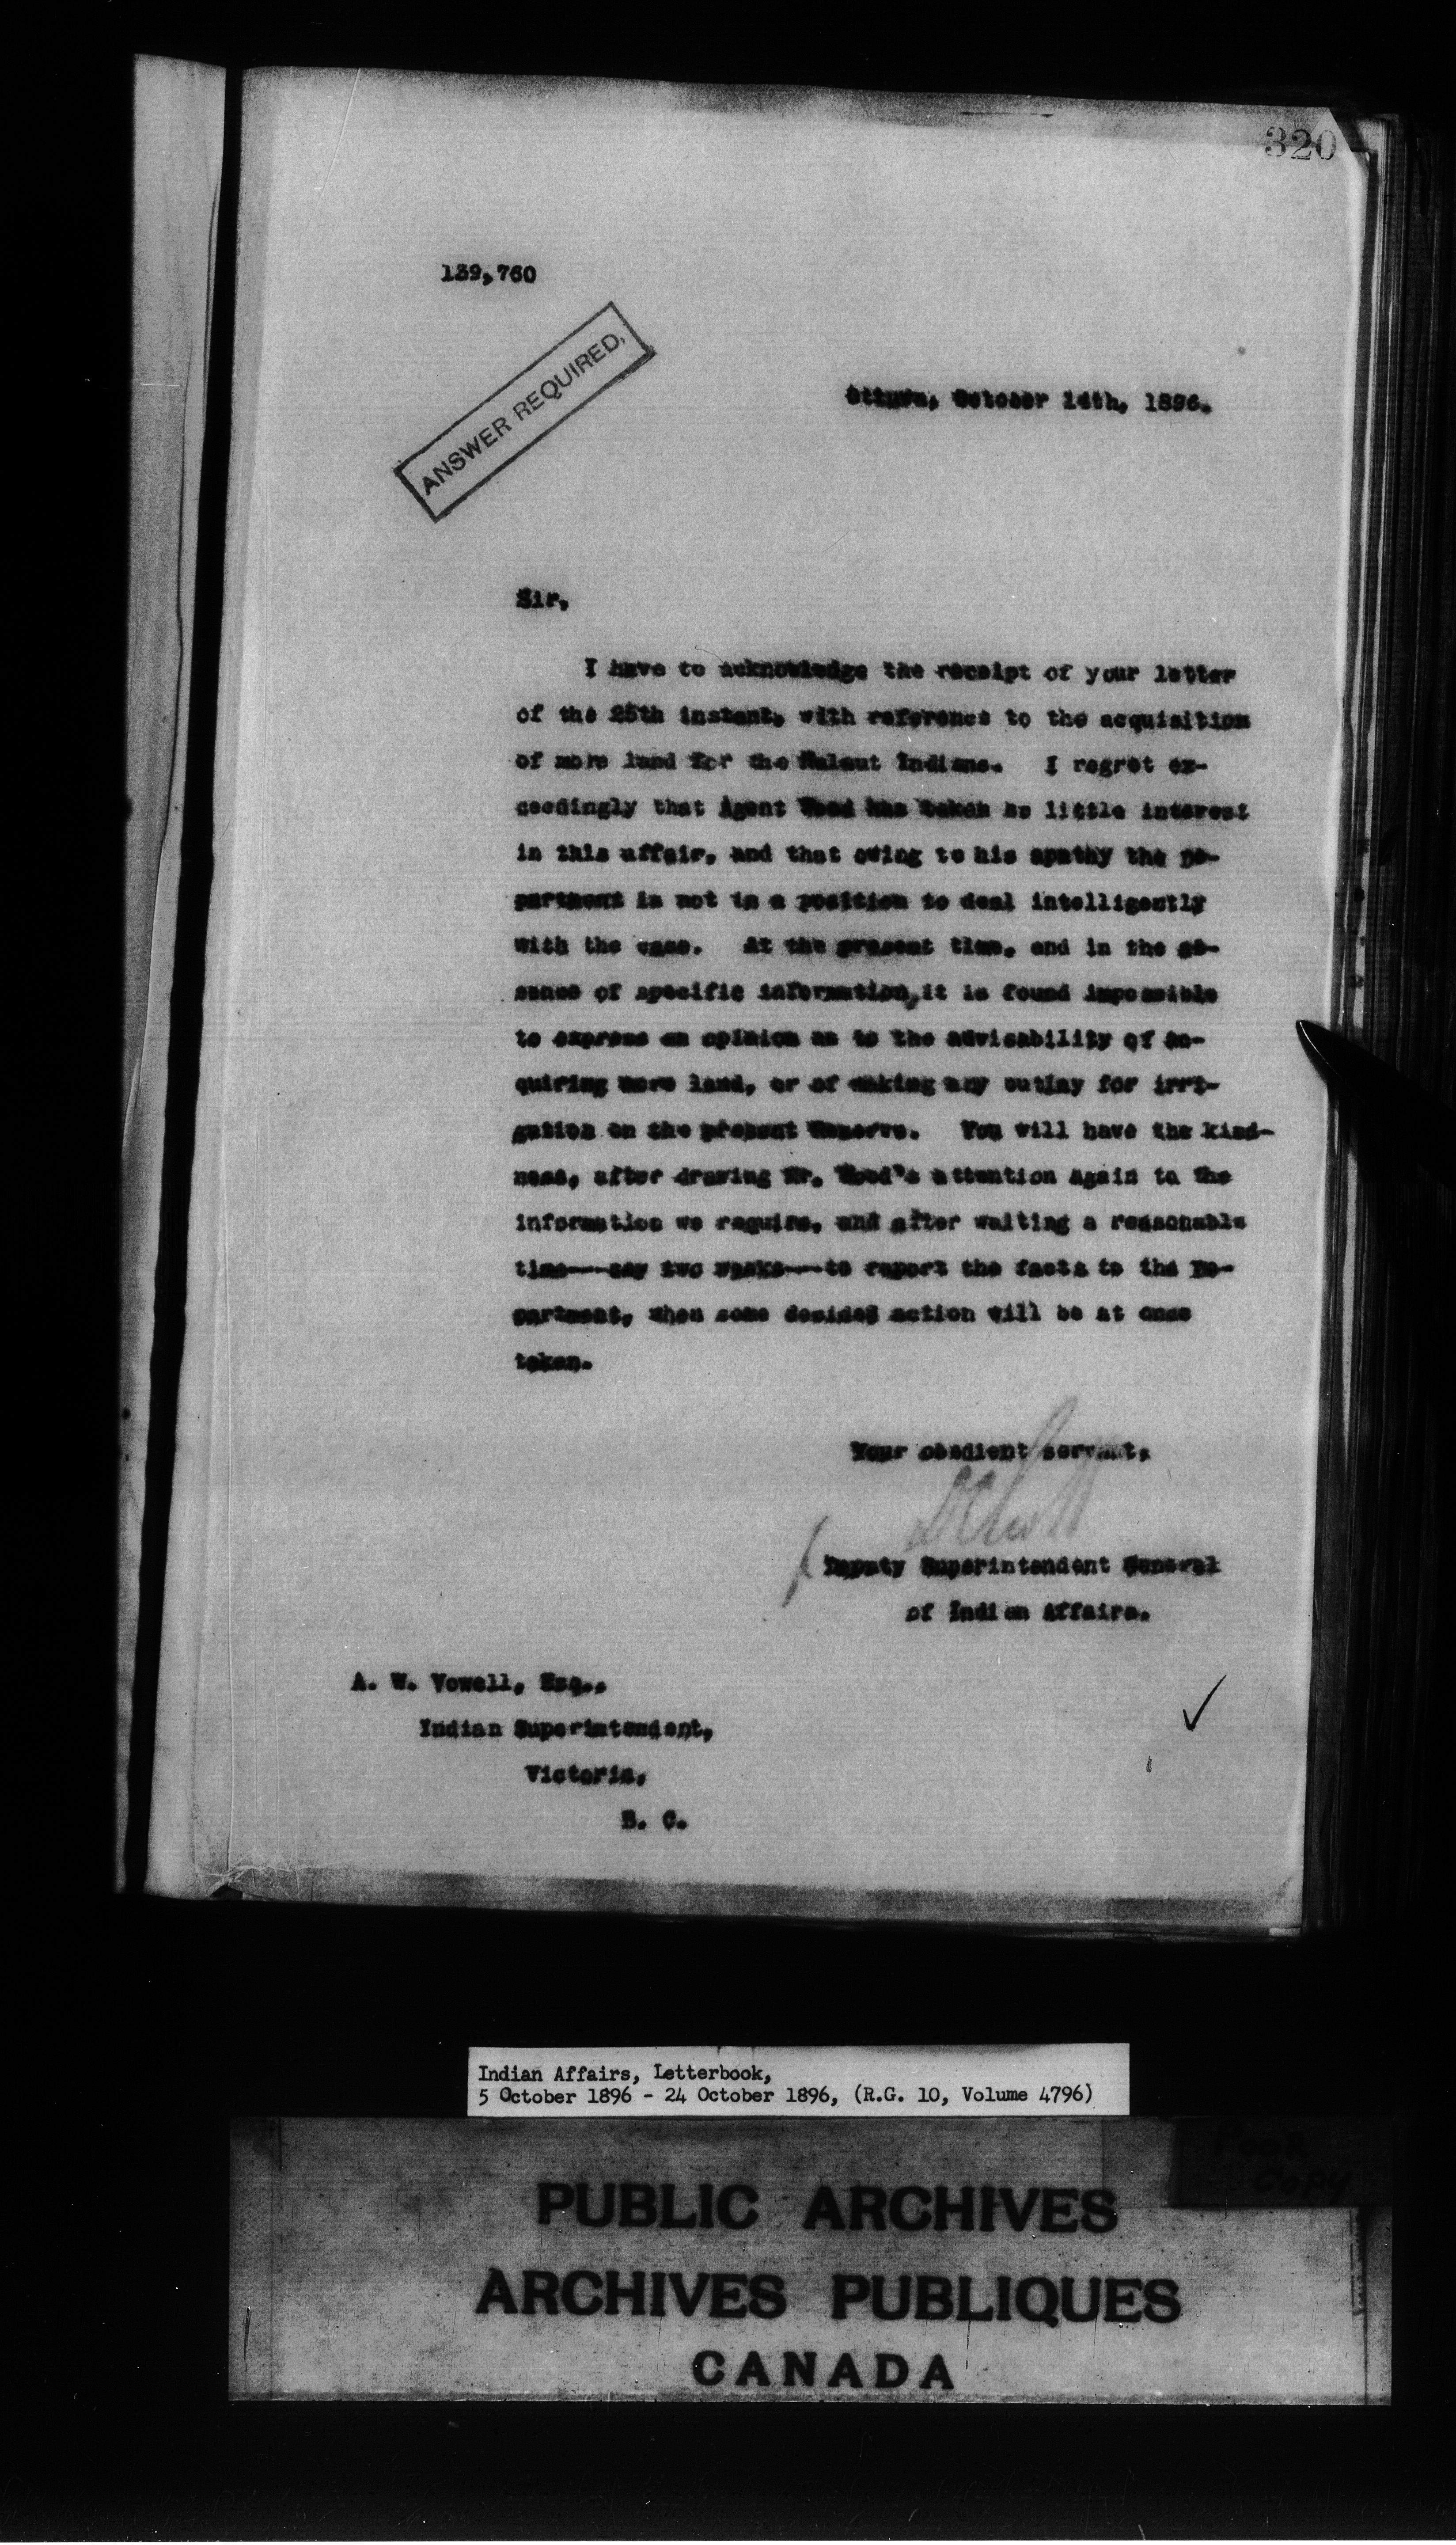 320
139,760
ANSWER REQUIRED.
Ottawa, October 14th, 1896.
Sir,
I have to acknowledge the receipt of your letter
of the 25th instant, with reference to the acquisition
of more land for the Indians. I regret ex-
ceedingly that Agent Wood has taken so little interest
in this affair, and that owing to his apathy the De-
partment is not in a position to deal intelligently
with the case. At the present time, and in the ab-
sence of specific information, it is found impossible
to express an opinion as to the advisability of ac-
quiring more land, or of making any outlay for irri-
gation on the present Reserve. You will have the kind-
ness, after drawing Mr. Wood's attention again to the
information we require, and after waiting a reasonable
time---say two weeks---to report the facts to the De-
partment, when some decided action will be at once
taken.
Your obedient servant,
Deputy Superintendent General
of Indian Affairs.
A. W. Vowell, Esq.,
Indian Superintendent,
Victoria,
B. C.
Indian Affairs, Letterbook,
5 October 1896 - 24 October 1896, (R.G. 10, Volume 4796)
Poor
Copy
PUBLIC ARCHIVES
ARCHIVES PUBLIQUES
CANADA